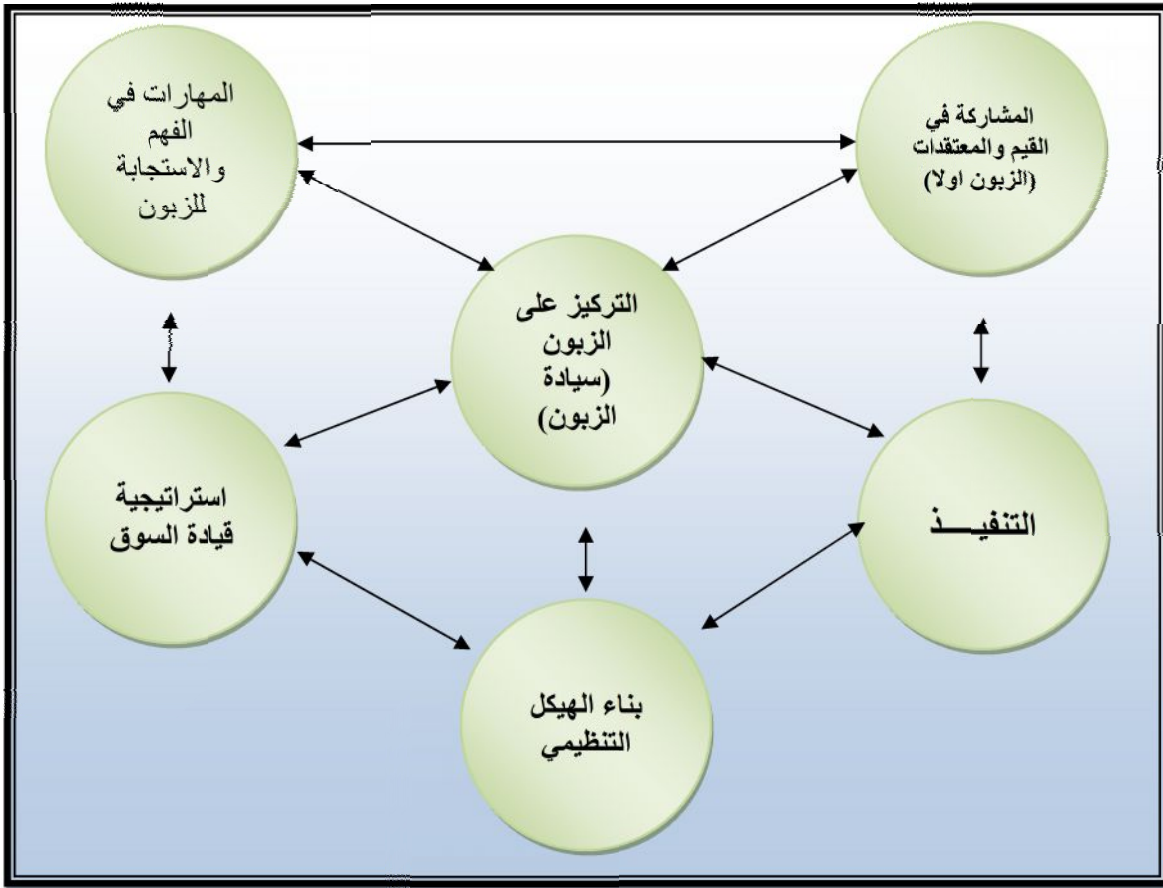 المشاركة في
القيم والمعتقدات
(الزبون اولا)
المهارات في
الفهم
والاستجابة
للزبون
التركيز على
الزبون
(سيادة
الزبون)
التنفيـــــذ
استراتيجية
قيادة السوق
بناء الهيكل
التنظيمي